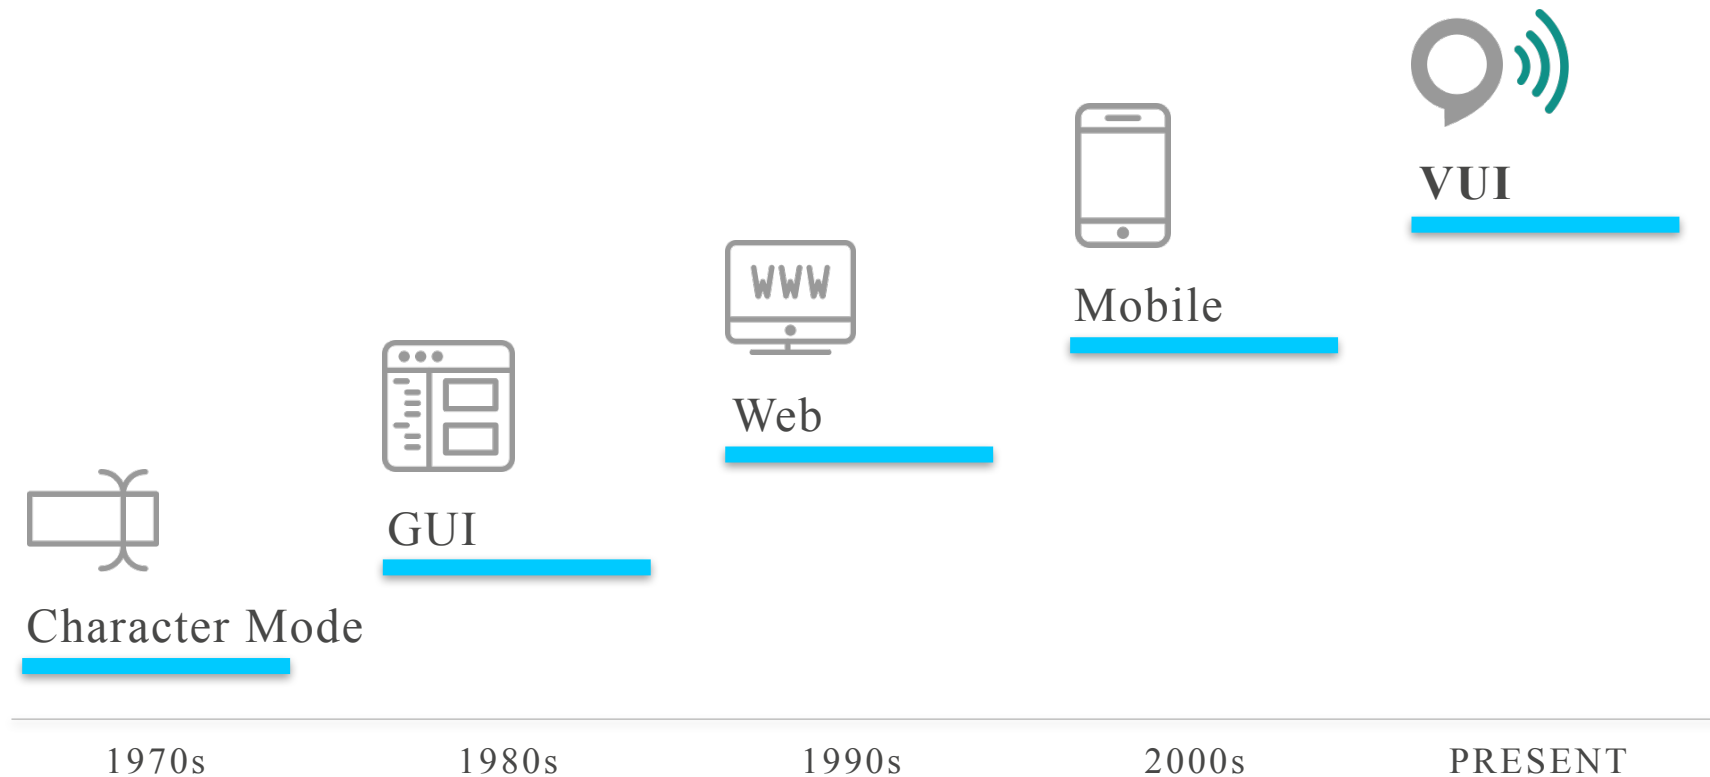 VUI
Mobile
WWW
Web
GUI
Character Mode
1970s
1980s
1990s
2000s
PRESENT